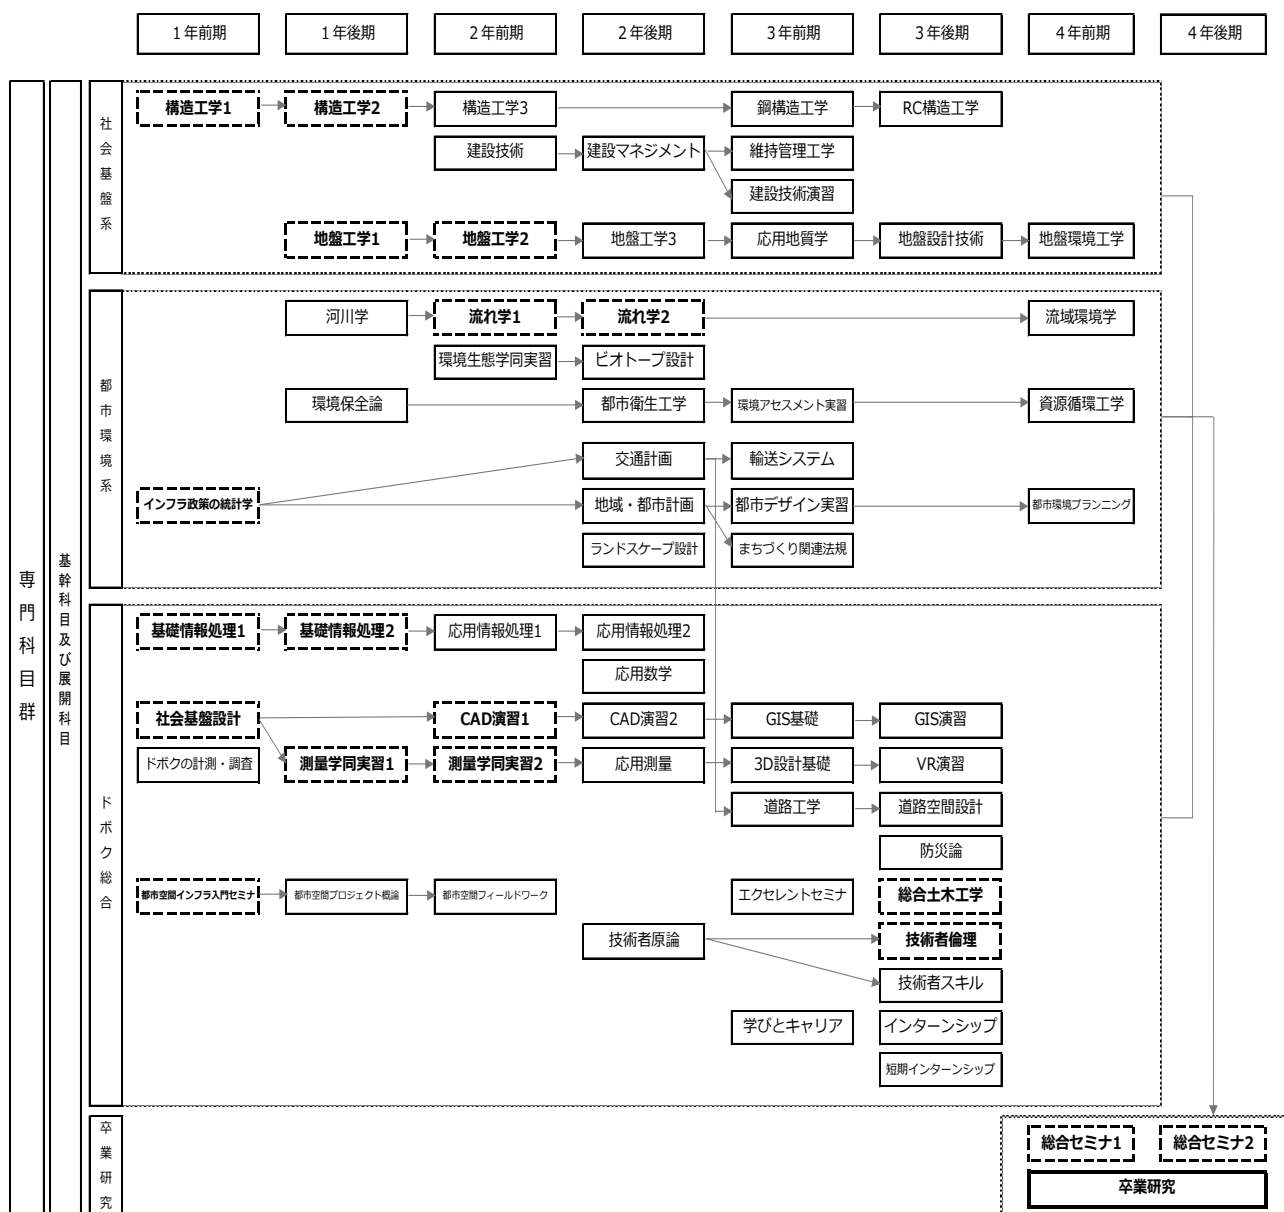 1年前期 1年後期 2年前期 2年後期 3年前期 3年後期 4年前期 4年後期
専門科目群
基幹科目及び展開科目
社会基盤系
構造工学1 構造工学2 構造工学3 鋼構造工学 RC構造工学
建設技術 建設マネジメント 維持管理工学
建設技術演習
地盤工学1 地盤工学2 地盤工学3 応用地質学 地盤設計技術 地盤環境工学
都市環境系
河川学 流れ学1 流れ学2 流域環境学
環境生態学同実習 ビオトープ設計
環境保全論 都市衛生工学 環境アセスメント実習 資源循環工学
交通計画 輸送システム
インフラ政策の統計学 地域・都市計画 都市デザイン実習 都市環境プランニング
ランドスケープ設計 まちづくり関連法規
ドボク総合
基礎情報処理1 基礎情報処理2 応用情報処理1 応用情報処理2
応用数学
社会基盤設計 CAD演習1 CAD演習2 GIS基礎 GIS演習
ドボクの計測・調査 測量学同実習1 測量学同実習2 応用測量 3D設計基礎 VR演習
道路工学 道路空間設計
防災論
都市空間インフラ入門セミナ 都市空間プロジェクト概論 都市空間フィールドワーク エクセレントセミナ 総合土木工学
技術者原論 技術者倫理
技術者スキル
学びとキャリア インターンシップ
短期インターンシップ
卒業研究
総合セミナ1 総合セミナ2
卒業研究